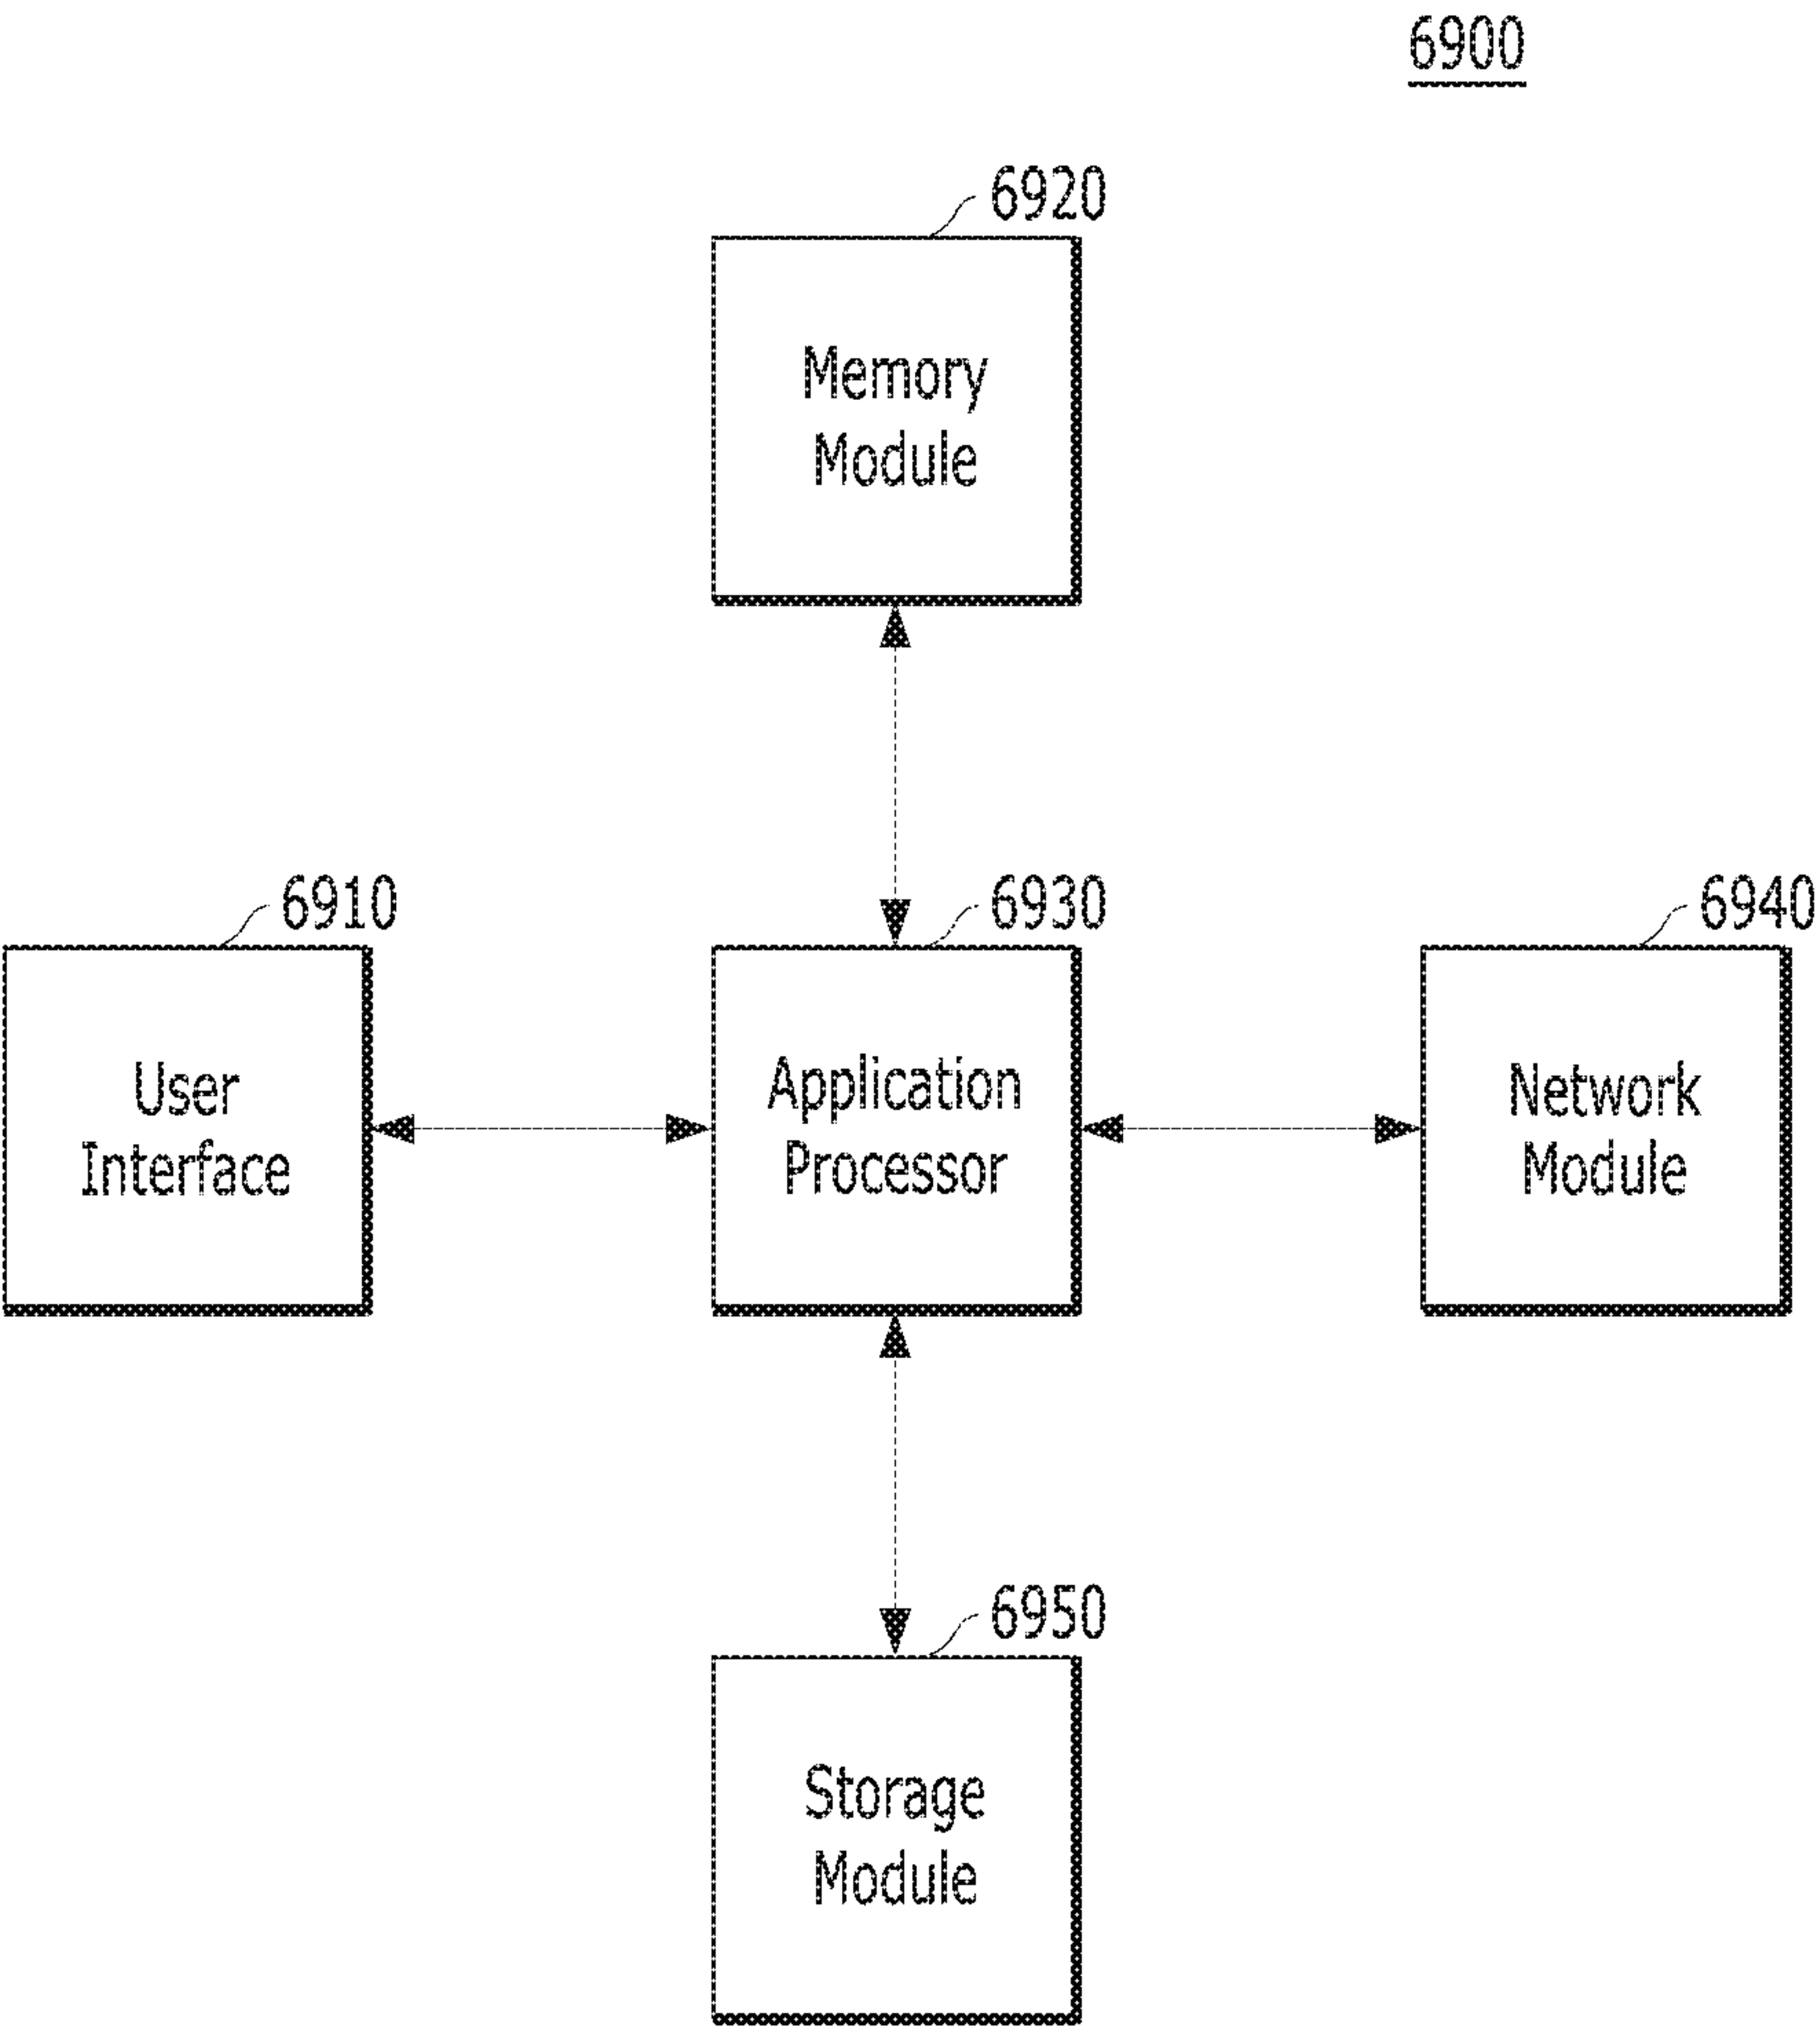 6900
6920
Memory
Module
6910
6930
6940
User
Interface
Application
Processor
Network
Module
6950
Storage
Module